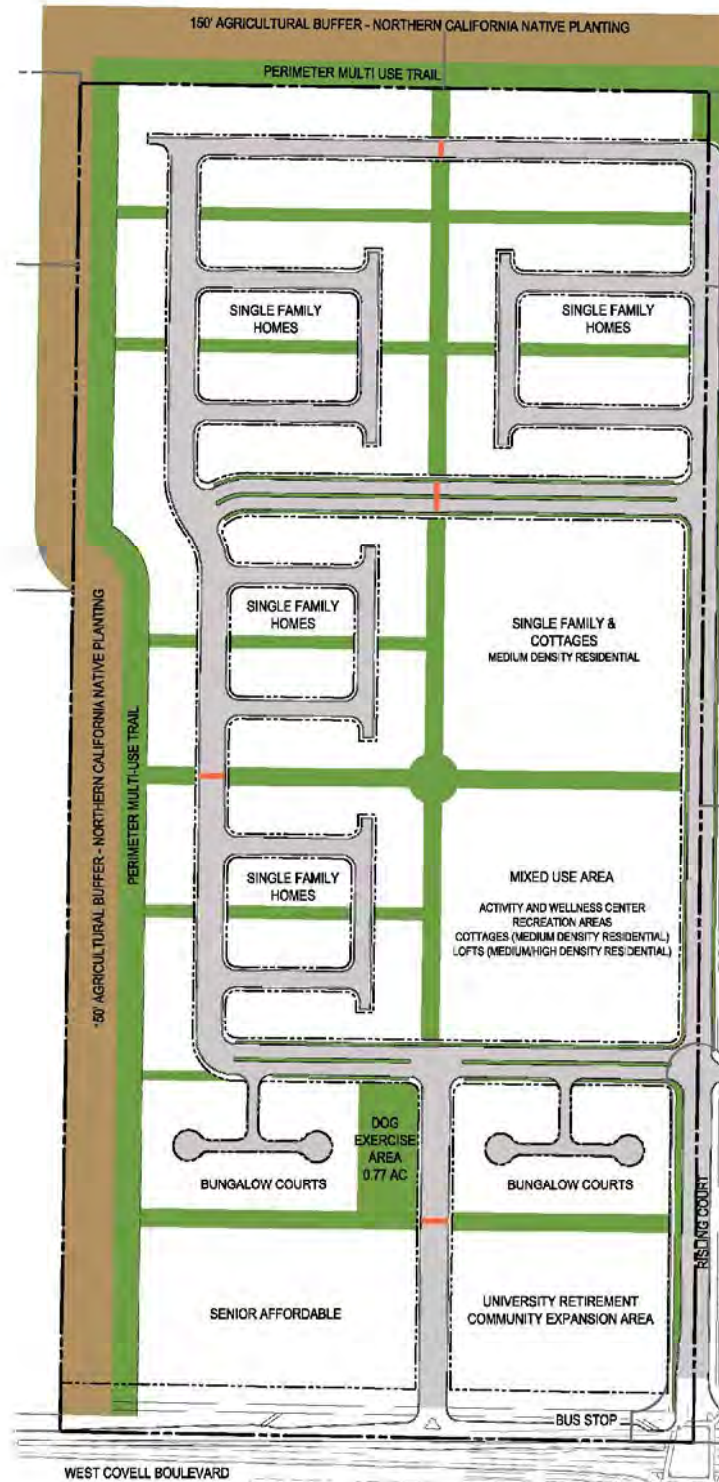 150' AGRICULTURAL BUFFER - NORTHERN CALIFORNIA NATIVE PLANTING
PERIMETER MULTI USE TRAIL
SINGLE FAMILY
HOMES
SINGLE FAMILY
HOMES
SINGLE FAMILY
HOMES
SINGLE FAMILY &
COTTAGES
MEDIUM DENSITY RESIDENTIAL
150' AGRICULTURAL BUFFER - NORTHERN CALIFORNIA NATIVE PLANTING
PERIMETER MULTI-USE TRAIL
SINGLE FAMILY
HOMES
MIXED USE AREA
ACTIVITY AND WELLNESS CENTER
RECREATION AREAS
COTTAGES (MEDIUM DENSITY RESIDENTIAL)
LOFTS (MEDIUM/HIGH DENSITY RESIDENTIAL)
DOG
EXERCISE
AREA
0.77 AC
BUNGALOW COURTS
BUNGALOW COURTS
RISLING COURT
SENIOR AFFORDABLE
UNIVERSITY RETIREMENT
COMMUNITY EXPANSION AREA
BUS STOP
WEST COVELL BOULEVARD